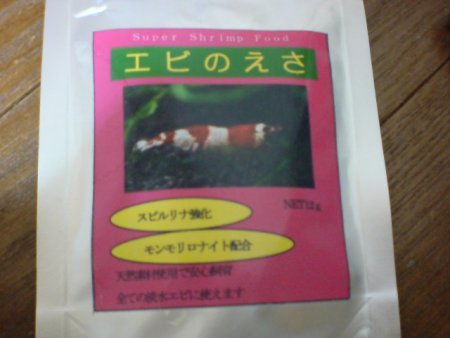 Super Shrimp Food
エビのえさ
スピルリナ強化
NET12g
モンモリロナイト配合
天然素材使用で安心飼育
全ての淡水エビに使えます